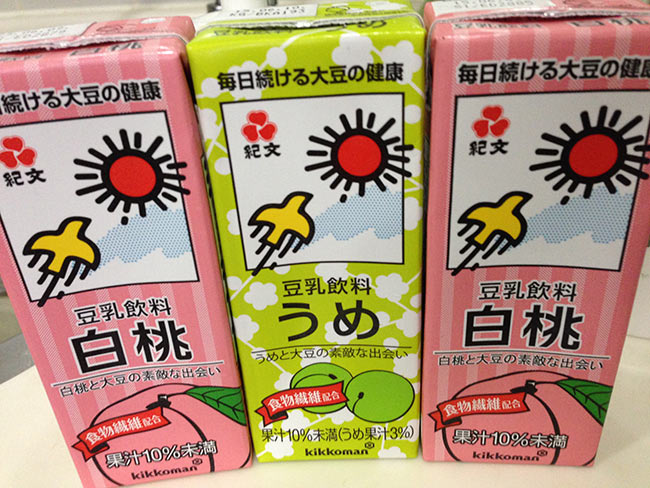 日続ける大豆の健康
紀文
豆乳飲料
白桃
白桃と大豆の素敵な出会い
食物繊維配合
果汁10%未満
kikkoman®
毎日続ける大豆の健康
紀文
豆乳飲料
うめ
うめと大豆の素敵な出会い
食物繊維配合
果汁10%未満(うめ果汁3%)
kikkoman®
毎日続ける大豆の健康
紀文
豆乳飲料
白桃
白桃と大豆の素敵な出会い
食物繊維配合
果汁10%未満
kikkoman®